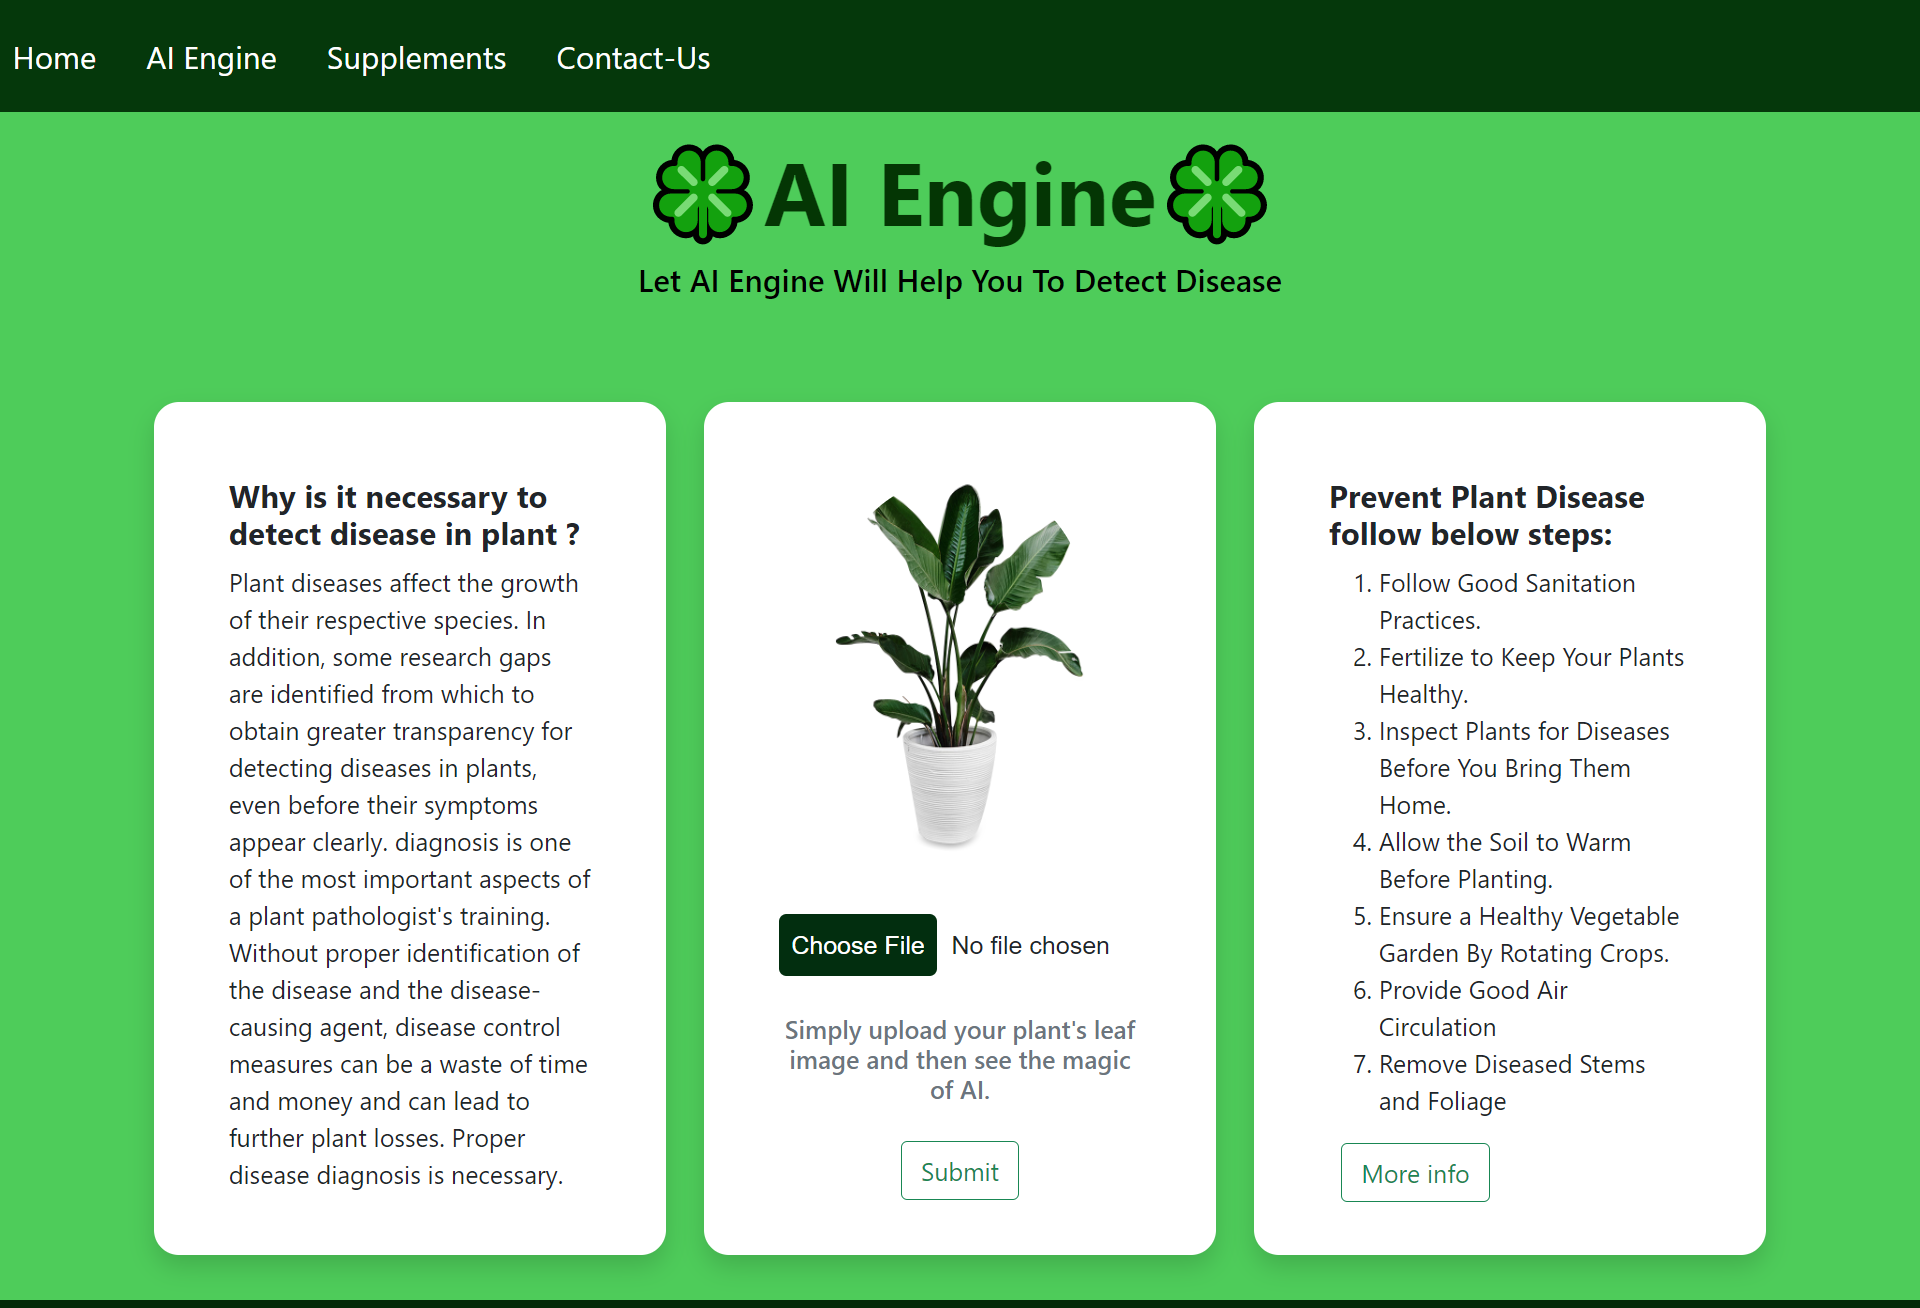 Home AI Engine Supplements Contact-Us
AI Engine
Let AI Engine Will Help You To Detect Disease
Why is it necessary to
detect disease in plant ?
Plant diseases affect the growth
of their respective species. In
addition, some research gaps
are identified from which to
obtain greater transparency for
detecting diseases in plants,
even before their symptoms
appear clearly. diagnosis is one
of the most important aspects of
a plant pathologist's training.
Without proper identification of
the disease and the disease-
causing agent, disease control
measures can be a waste of time
and money and can lead to
further plant losses. Proper
disease diagnosis is necessary.
Choose File No file chosen
Simply upload your plant's leaf
image and then see the magic
of AI.
Submit
Prevent Plant Disease
follow below steps:
1. Follow Good Sanitation
Practices.
2. Fertilize to Keep Your Plants
Healthy.
3. Inspect Plants for Diseases
Before You Bring Them
Home.
4. Allow the Soil to Warm
Before Planting.
5. Ensure a Healthy Vegetable
Garden By Rotating Crops.
6. Provide Good Air
Circulation
7. Remove Diseased Stems
and Foliage
More info